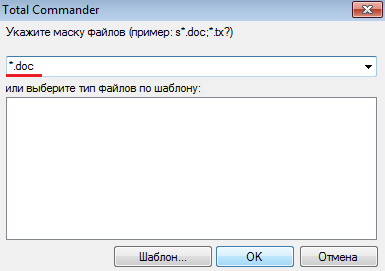 Total Commander
Укажите маску файлов (пример: s*.doc;*.tx?)
*.doc
или выберите тип файлов по шаблону:
Шаблон... OK Отмена